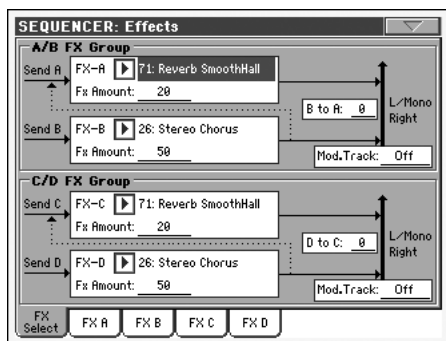 SEQUENCER: Effects
A/B FX Group
Send A FX-A 71: Reverb SmoothHall
Fx Amount: 20
B to A: 0
L/Mono
Right
Send B FX-B 26: Stereo Chorus
Fx Amount: 50
Mod.Track: Off
C/D FX Group
Send C FX-C 71: Reverb SmoothHall
Fx Amount: 20
D to C: 0
L/Mono
Right
Send D FX-D 26: Stereo Chorus
Fx Amount: 50
Mod.Track: Off
FX Select FX A FX B FX C FX D